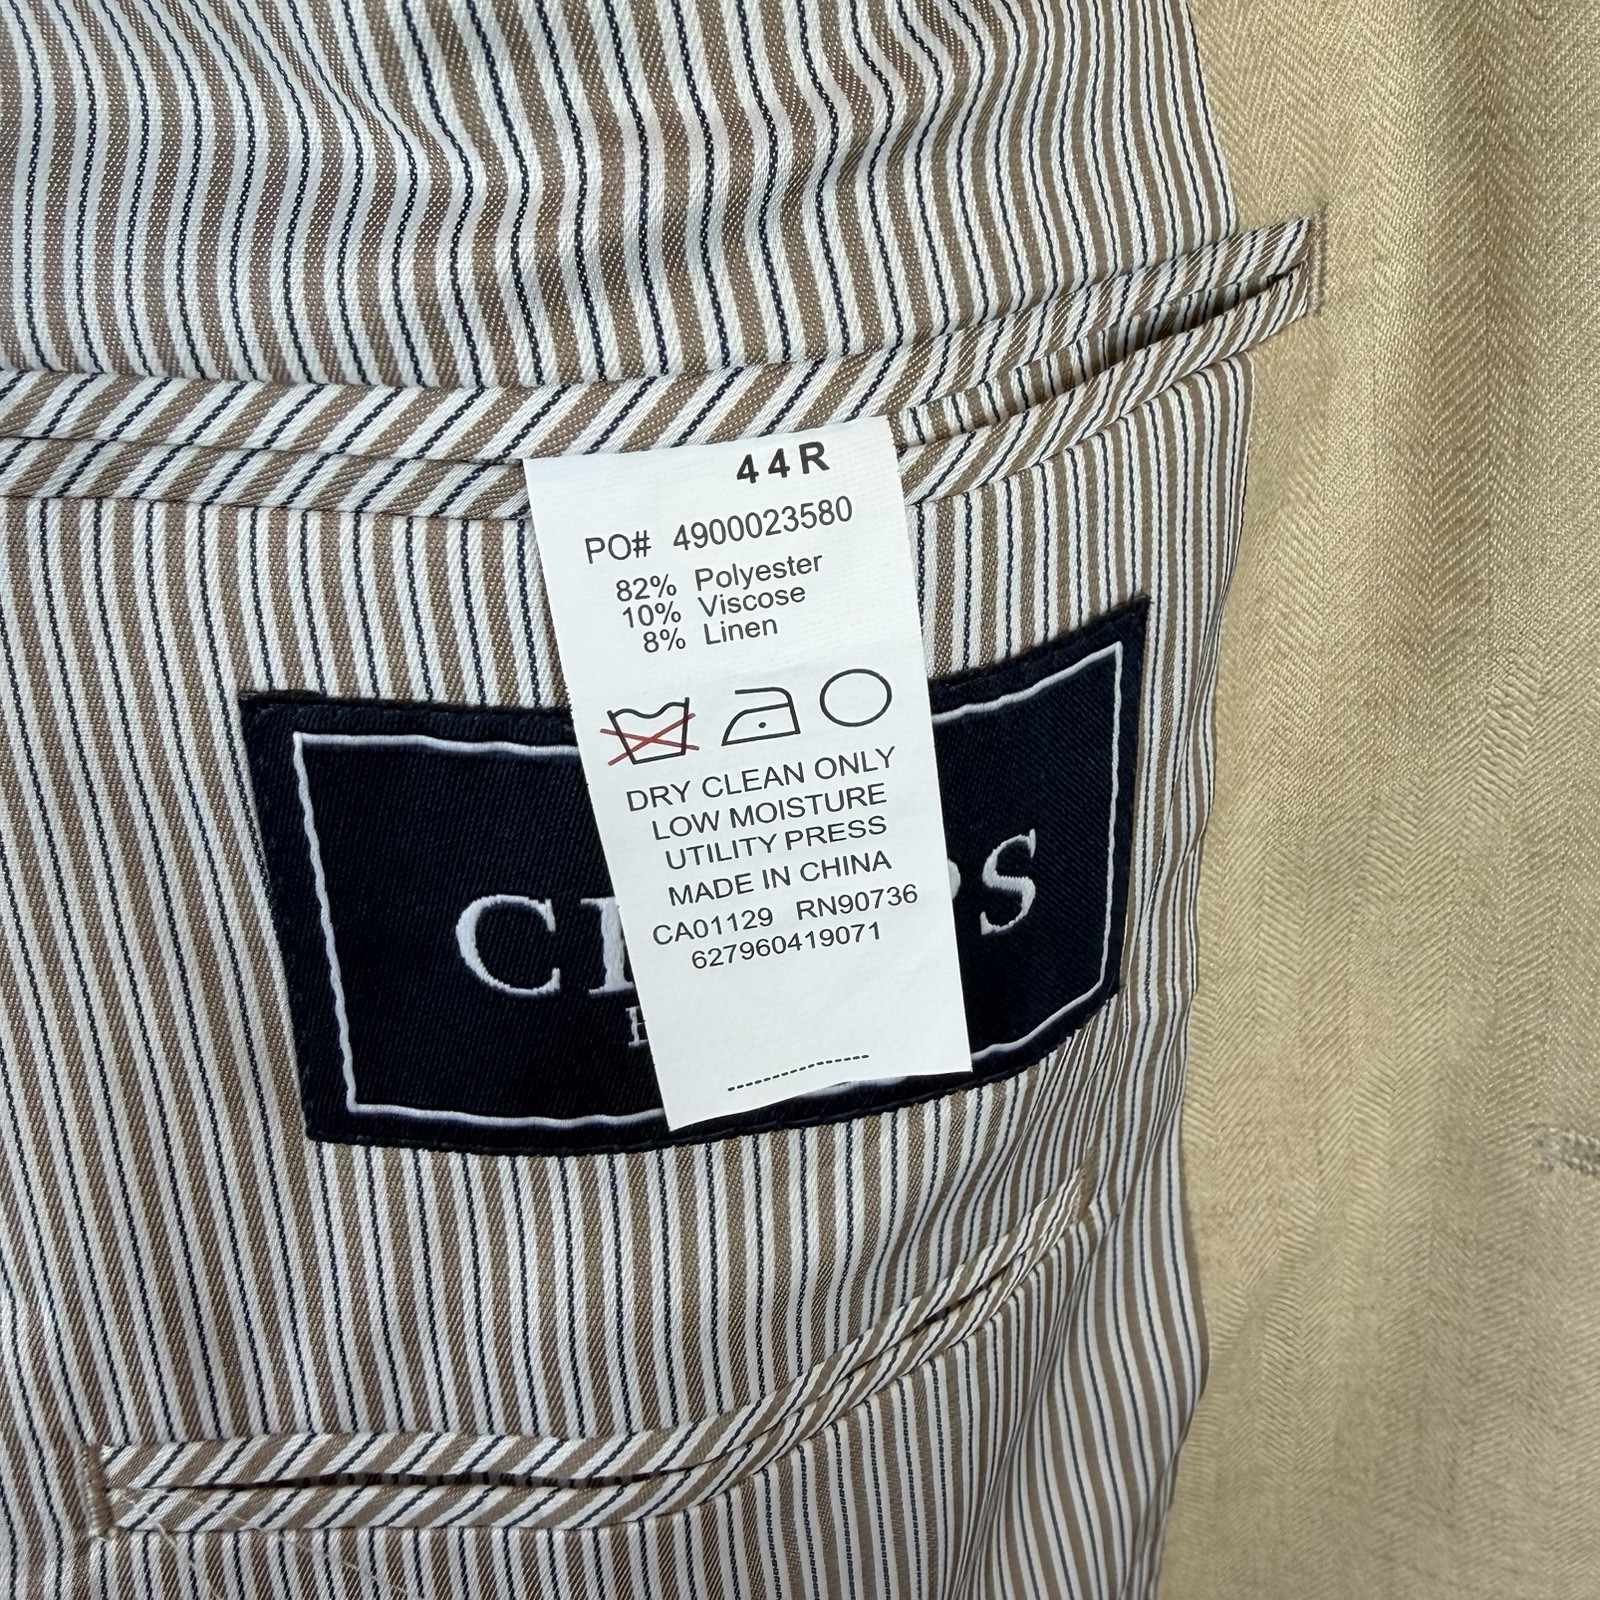 44R
PO# 4900023580
82% Polyester
10% Viscose
8% Linen
DRY CLEAN ONLY
LOW MOISTURE
UTILITY PRESS
MADE IN CHINA
CA01129 RN90736
627960419071